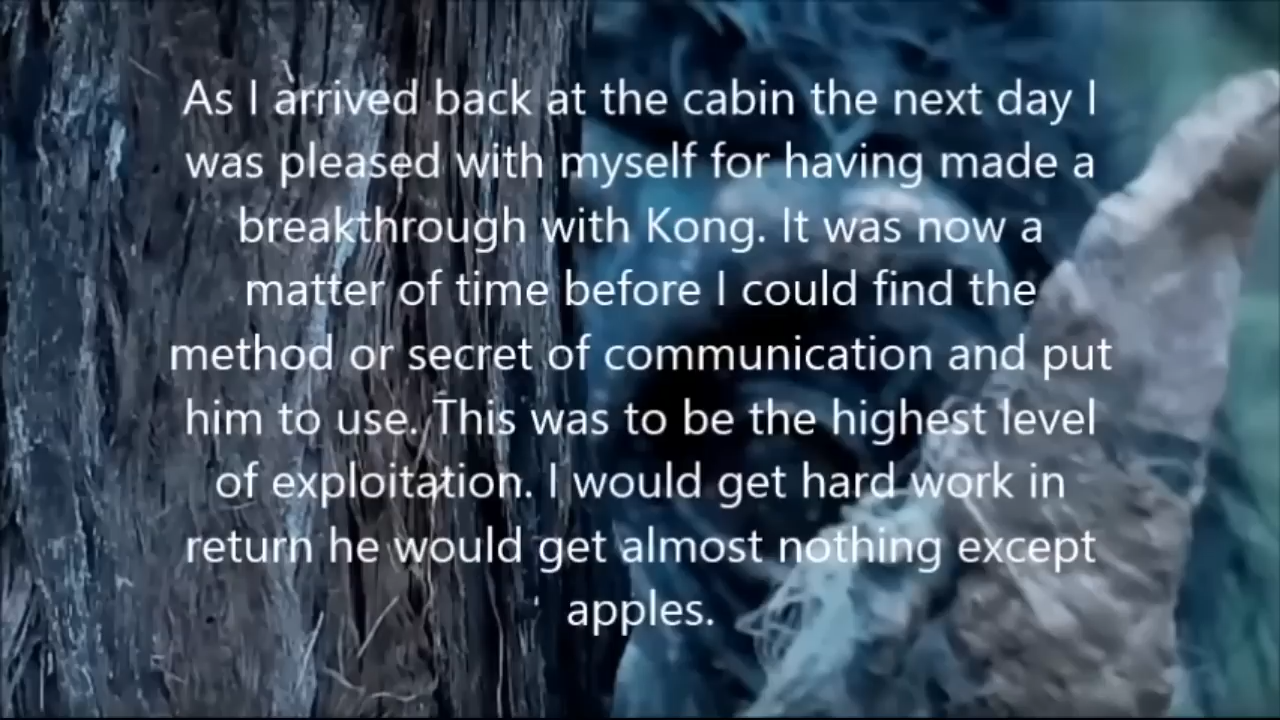 As I arrived back at the cabin the next day I
was pleased with myself for having made a
breakthrough with Kong. It was now a
matter of time before I could find the
method or secret of communication and put
him to use. This was to be the highest level
of exploitation. I would get hard work in
return he would get almost nothing except
apples.